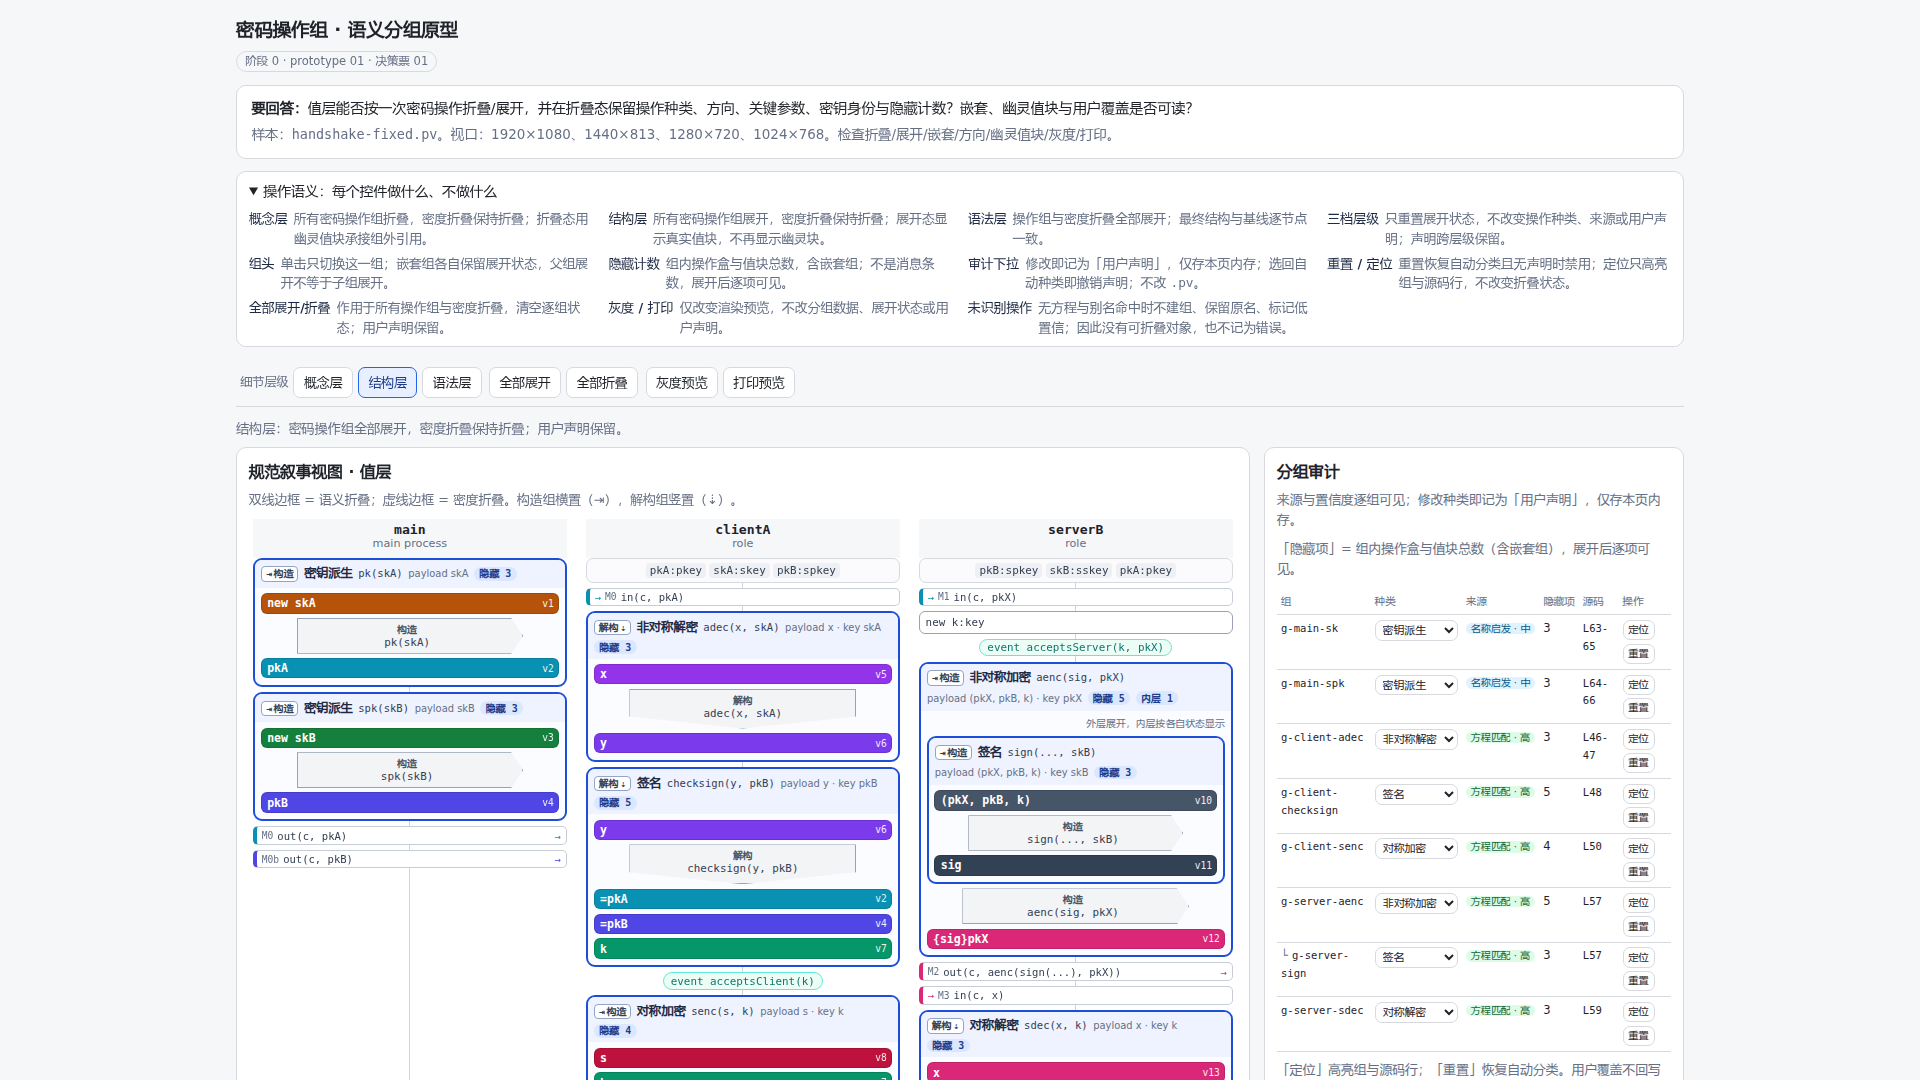 密码操作组 · 语义分组原型
阶段 0 · prototype 01 · 决策票 01
要回答：值层能否按一次密码操作折叠/展开，并在折叠态保留操作种类、方向、关键参数、密钥身份与隐藏计数？嵌套、幽灵值块与用户覆盖是否可读？
样本：handshake-fixed.pv。视口：1920×1080、1440×813、1280×720、1024×768。检查折叠/展开/嵌套/方向/幽灵值块/灰度/打印。
▼ 操作语义：每个控件做什么、不做什么
概念层 所有密码操作组折叠，密度折叠保持折叠；折叠态用
幽灵值块承接组外引用。
结构层 所有密码操作组展开，密度折叠保持折叠；展开态显
示真实值块，不再显示幽灵块。
语法层 操作组与密度折叠全部展开；最终结构与基线逐节点
一致。
三档层级 只重置展开状态，不改变操作种类、来源或用户声
明；声明跨层级保留。
组头 单击只切换这一组；嵌套组各自保留展开状态，父组展
开不等于子组展开。
隐藏计数 组内操作盒与值块总数，含嵌套组；不是消息条
数，展开后逐项可见。
审计下拉 修改即记为「用户声明」，仅存本页内存；选回自
动种类即撤销声明；不改 .pv。
重置 / 定位 重置恢复自动分类且无声明时禁用；定位只高亮
组与源码行，不改变折叠状态。
全部展开/折叠 作用于所有操作组与密度折叠，清空逐组状
态；用户声明保留。
灰度 / 打印 仅改变渲染预览，不改分组数据、展开状态或用
户声明。
未识别操作 无方程与别名命中时不建组、保留原名、标记低
置信；因此没有可折叠对象，也不记为错误。
细节层级 概念层 结构层 语法层 全部展开 全部折叠 灰度预览 打印预览
结构层：密码操作组全部展开，密度折叠保持折叠；用户声明保留。
规范叙事视图 · 值层
双线边框 = 语义折叠；虚线边框 = 密度折叠。构造组横置（⇥），解构组竖置（⇣）。
main
main process
⇥构造 密钥派生 pk(skA) payload skA 隐藏 3
new skA v1
构造
pk(skA)
pkA v2
⇥构造 密钥派生 spk(skB) payload skB 隐藏 3
new skB v3
构造
spk(skB)
pkB v4
M0 out(c, pkA) →
M0b out(c, pkB) →
clientA
role
pkA:pkey skA:skey pkB:spkey
→ M0 in(c, pkA)
解构⇣ 非对称解密 adec(x, skA) payload x · key skA
隐藏 3
x v5
解构
adec(x, skA)
y v6
解构⇣ 签名 checksign(y, pkB) payload y · key pkB
隐藏 5
y v6
解构
checksign(y, pkB)
=pkA v2
=pkB v4
k v7
event acceptsClient(k)
⇥构造 对称加密 senc(s, k) payload s · key k
隐藏 4
s v8
serverB
role
pkB:spkey skB:sskey pkA:pkey
→ M1 in(c, pkX)
new k:key
event acceptsServer(k, pkX)
⇥构造 非对称加密 aenc(sig, pkX)
payload (pkX, pkB, k) · key pkX 隐藏 5 内层 1
外层展开，内层按各自状态显示
⇥构造 签名 sign(..., skB)
payload (pkX, pkB, k) · key skB 隐藏 3
(pkX, pkB, k) v10
构造
sign(..., skB)
sig v11
构造
aenc(sig, pkX)
{sig}pkX v12
M2 out(c, aenc(sign(...), pkX)) →
→ M3 in(c, x)
解构⇣ 对称解密 sdec(x, k) payload x · key k
隐藏 3
x v13
分组审计
来源与置信度逐组可见；修改种类即记为「用户声明」，仅存本页内
存。
「隐藏项」= 组内操作盒与值块总数（含嵌套组），展开后逐项可
见。
组 种类 来源 隐藏项 源码 操作
g-main-sk 密钥派生 名称启发 · 中 3 L63-65 定位 重置
g-main-spk 密钥派生 名称启发 · 中 3 L64-66 定位 重置
g-client-adec 非对称解密 方程匹配 · 高 3 L46-47 定位 重置
g-client-checksign 签名 方程匹配 · 高 5 L48 定位 重置
g-client-senc 对称加密 方程匹配 · 高 4 L50 定位 重置
g-server-aenc 非对称加密 方程匹配 · 高 5 L57 定位 重置
└ g-server-sign 签名 方程匹配 · 高 3 L57 定位 重置
g-server-sdec 对称解密 方程匹配 · 高 3 L59 定位 重置
「定位」高亮组与源码行；「重置」恢复自动分类。用户覆盖不回写